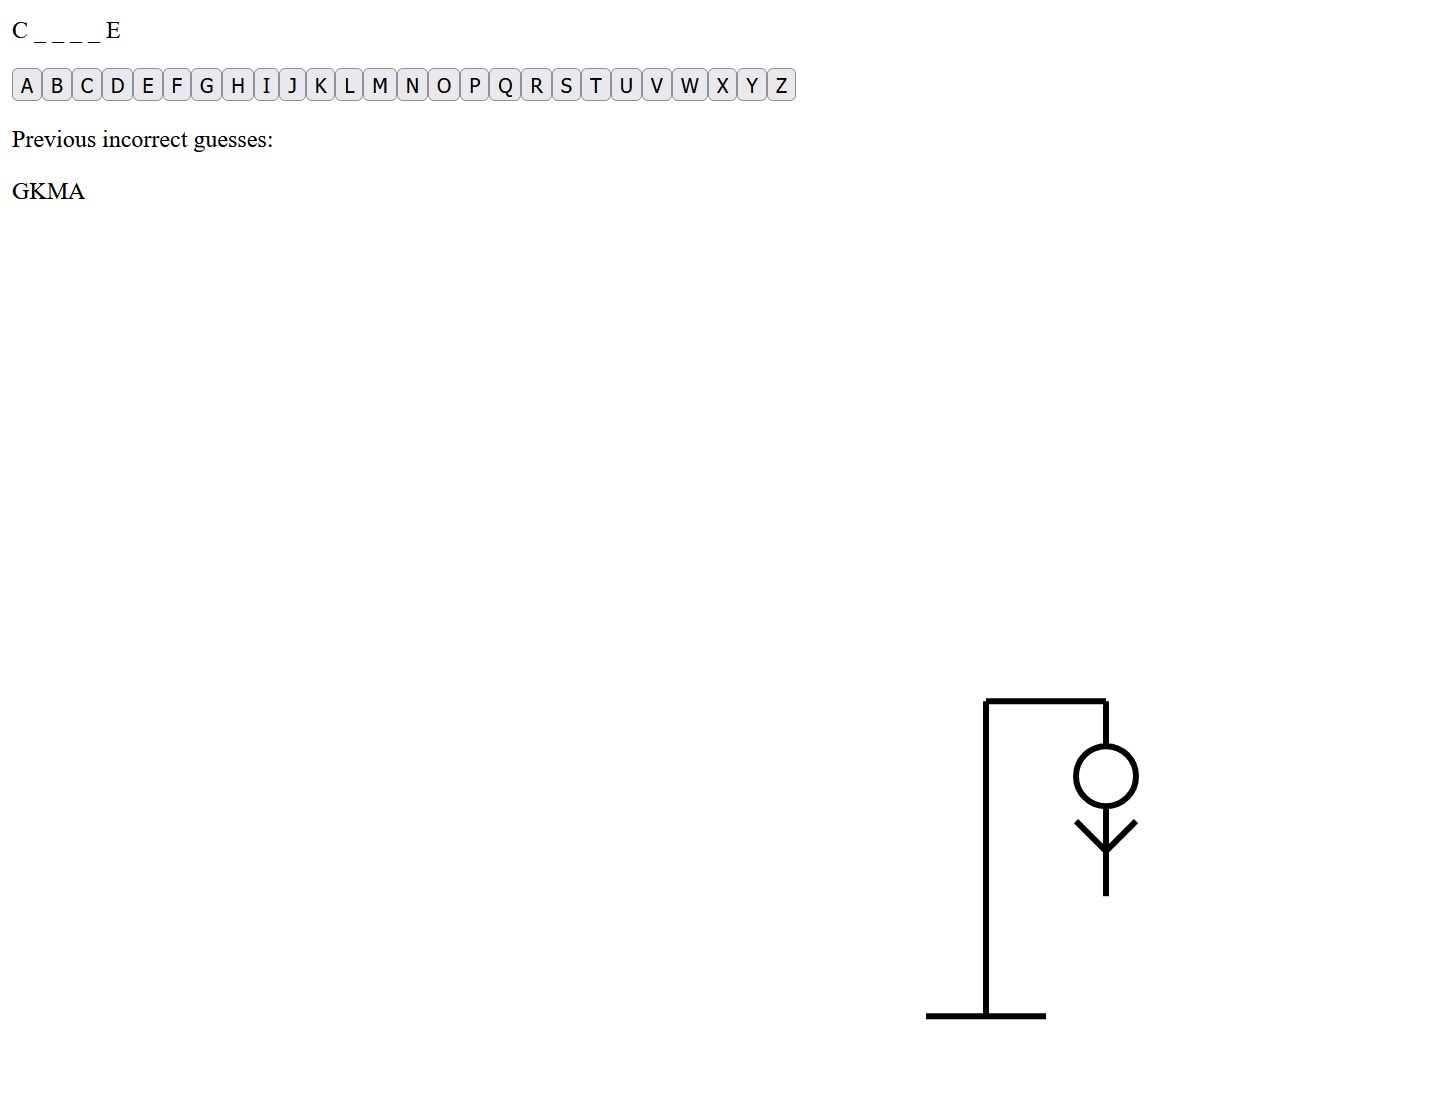 C _ _ _ _ E
A B C D E F G H I J K L M N O P Q R S T U V W X Y Z
Previous incorrect guesses:
GKMA